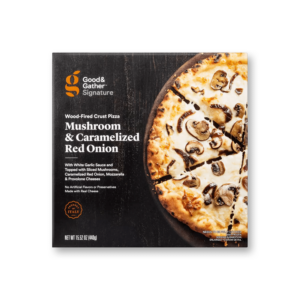 Good&
Gather™
Signature
Wood-Fired Crust Pizza
Mushroom
& Caramelized
Red Onion
With White Garlic Sauce and
Topped with Sliced Mushrooms,
Caramelized Red Onion, Mozzarella
& Provolone Cheeses
No Artificial Flavors or Preservatives
Made with Real Cheese
ITALY
NET WT 15.52 OZ (440g)